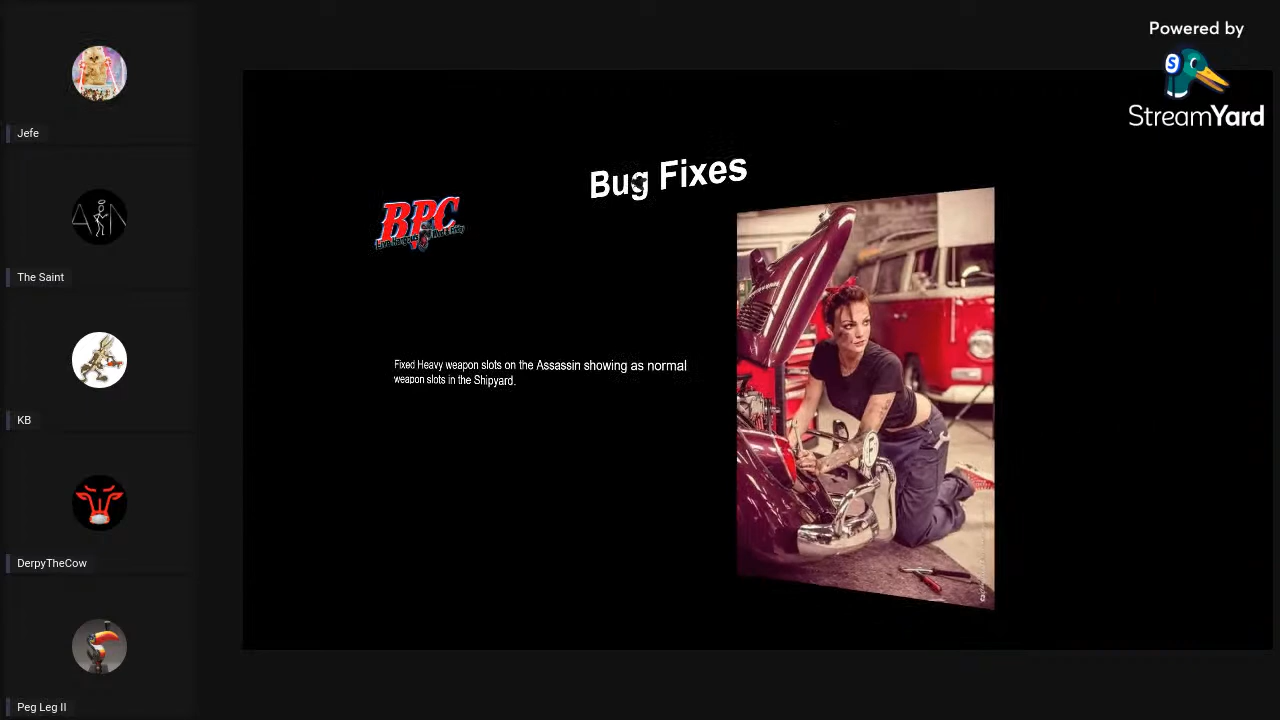 Powered by
StreamYard
Jefe
The Saint
KB
DerpyTheCow
Peg Leg II
Bug Fixes
BPC
Fixed Heavy weapon slots on the Assassin showing as normal
weapon slots in the Shipyard.